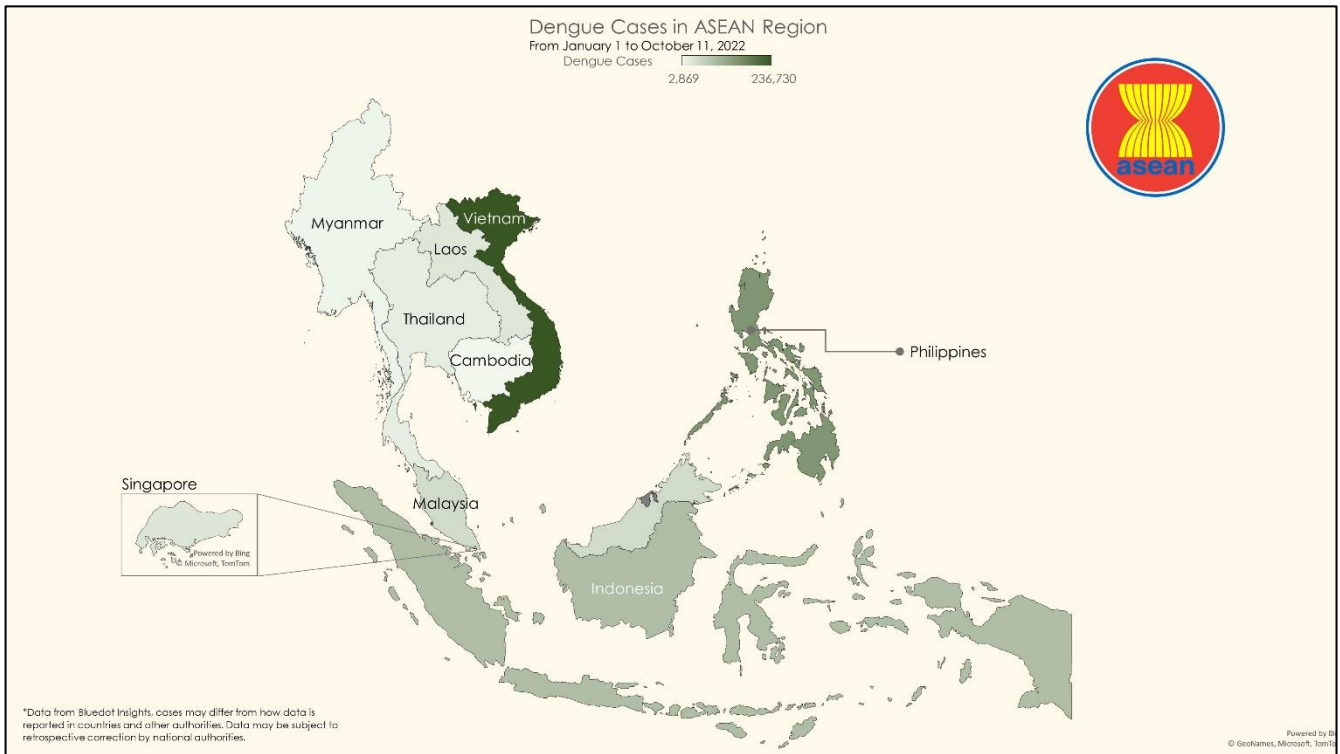 Dengue Cases in ASEAN Region
From January 1 to October 11, 2022
Dengue Cases
2,869 236,730
asean
Myanmar
Vietnam
Laos
Thailand
Cambodia
Philippines
Singapore
Malaysia
Powered by Bing
© Microsoft, TomTom
Indonesia
*Data from Bluedot Insights, cases may differ from how data is
reported in countries and other authorities. Data may be subject to
retrospective correction by national authorities.
Powered by
© GeoNames, Microsoft,